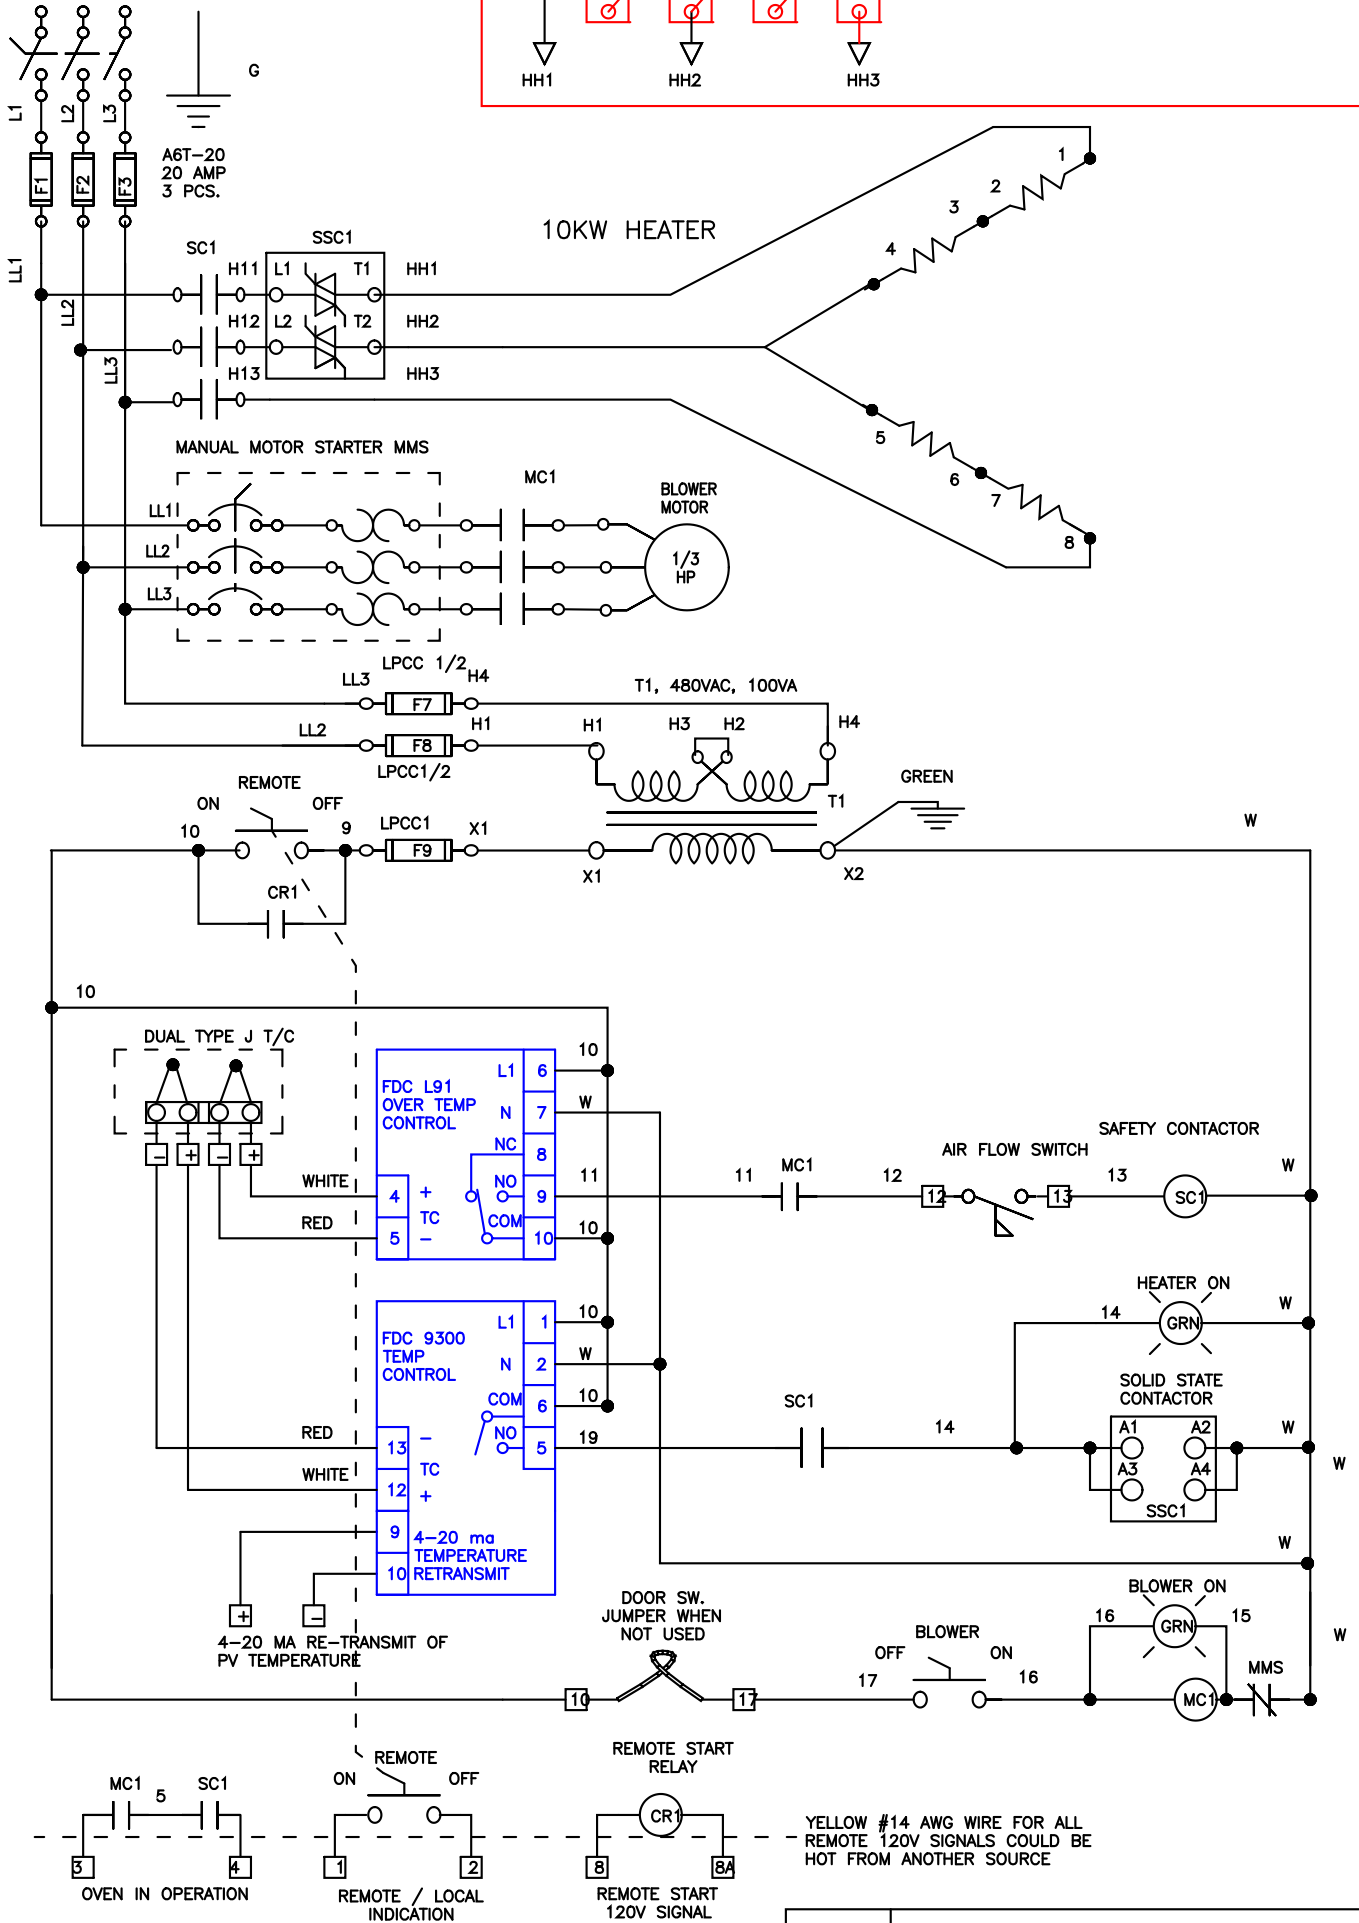 HH1
HH2
HH3
G
L1
L2
L3
A6T-20
20 AMP
3 PCS.
F1
F2
F3
10KW HEATER
1
2
3
4
SC1
SSC1
LL1
H11
L1
T1
HH1
LL2
H12
L2
T2
HH2
LL3
H13
HH3
5
6
7
8
MANUAL MOTOR STARTER MMS
MC1
BLOWER
MOTOR
LL1
LL2
LL3
1/3
HP
LPCC 1/2
LL3
F7
H4
T1, 480VAC, 100VA
LL2
F8
H1
LPCC1/2
H1
H3
H2
H4
T1
GREEN
REMOTE
ON
OFF
10
9
LPCC1
F9
X1
X1
X2
W
CR1
10
DUAL TYPE J T/C
-
+
-
+
FDC L91
OVER TEMP
CONTROL
L1
6
10
N
7
W
NC
8
NO
9
11
COM
10
10
WHITE
4
+
TC
RED
5
-
11
MC1
12
12
AIR FLOW SWITCH
13
13
SAFETY CONTACTOR
SC1
W
HEATER ON
14
GRN
W
FDC 9300
TEMP
CONTROL
L1
1
10
N
2
W
COM
6
10
NO
5
19
RED
13
-
TC
WHITE
12
+
9
4-20 ma
TEMPERATURE
10
RETRANSMIT
SC1
14
SOLID STATE
CONTACTOR
A1
A2
A3
A4
SSC1
W
W
W
+
-
4-20 MA RE-TRANSMIT OF
PV TEMPERATURE
DOOR SW.
JUMPER WHEN
NOT USED
10
17
17
BLOWER
OFF
ON
16
BLOWER ON
16
GRN
15
W
MC1
MMS
MC1
5
SC1
3
4
OVEN IN OPERATION
REMOTE
ON
OFF
1
2
REMOTE / LOCAL
INDICATION
REMOTE START
RELAY
CR1
8
8A
REMOTE START
120V SIGNAL
YELLOW #14 AWG WIRE FOR ALL
REMOTE 120V SIGNALS COULD BE
HOT FROM ANOTHER SOURCE